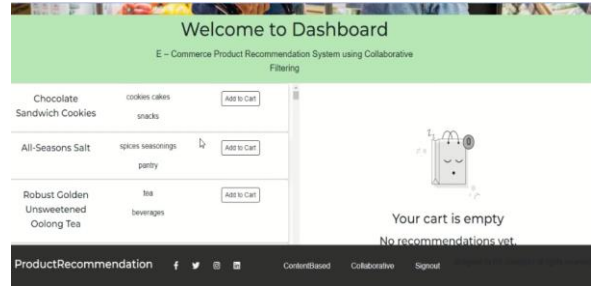 Welcome to Dashboard
E – Commerce Product Recommendation System using Collaborative
Filtering
Chocolate
Sandwich Cookies
cookies cakes
snacks
Add to Cart
All-Seasons Salt
spices seasonings
pantry
Add to Cart
Robust Golden
Unsweetened
Oolong Tea
tea
beverages
Add to Cart
0
Your cart is empty
No recommendations yet.
ProductRecommendation
ContentBased
Collaborative
Signout